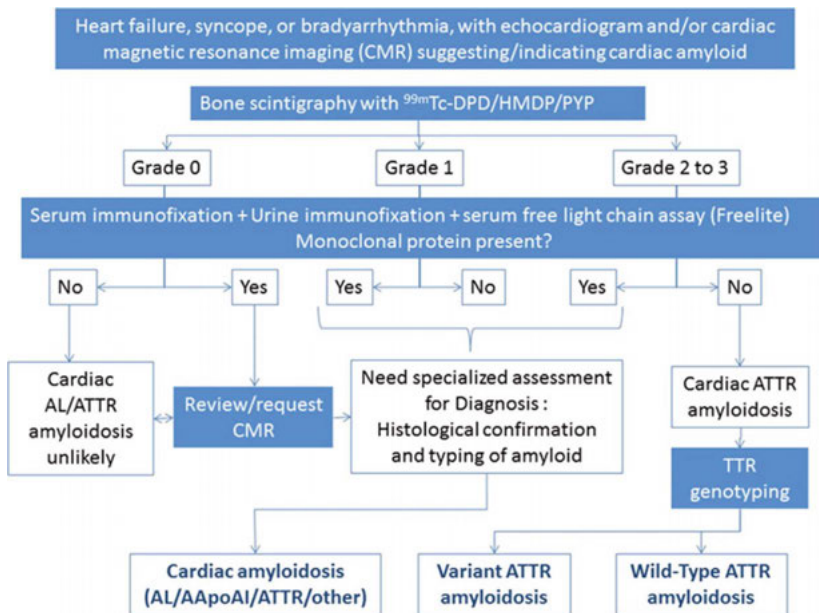 Heart failure, syncope, or bradyarrhythmia, with echocardiogram and/or cardiac
magnetic resonance imaging (CMR) suggesting/indicating cardiac amyloid
Bone scintigraphy with ⁹⁹ᵐTc-DPD/HMDP/PYP
Grade 0
Grade 1
Grade 2 to 3
Serum immunofixation + Urine immunofixation + serum free light chain assay (Freelite)
Monoclonal protein present?
No
Yes
Yes
No
Yes
No
Cardiac
AL/ATTR
amyloidosis
unlikely
Review/request
CMR
Need specialized assessment
for Diagnosis :
Histological confirmation
and typing of amyloid
Cardiac ATTR
amyloidosis
TTR
genotyping
Cardiac amyloidosis
(AL/AApoAI/ATTR/other)
Variant ATTR
amyloidosis
Wild-Type ATTR
amyloidosis